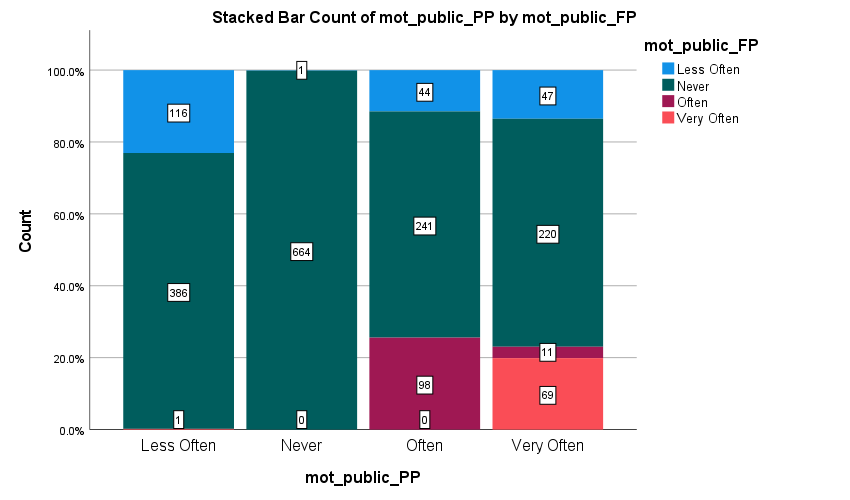 Stacked Bar Count of mot_public_PP by mot_public_FP
mot_public_FP
Less Often
Never
Often
Very Often
Count
100.0%
80.0%
60.0%
40.0%
20.0%
0.0%
116
386
1
1
664
0
44
241
98
0
47
220
11
69
Less Often
Never
Often
Very Often
mot_public_PP